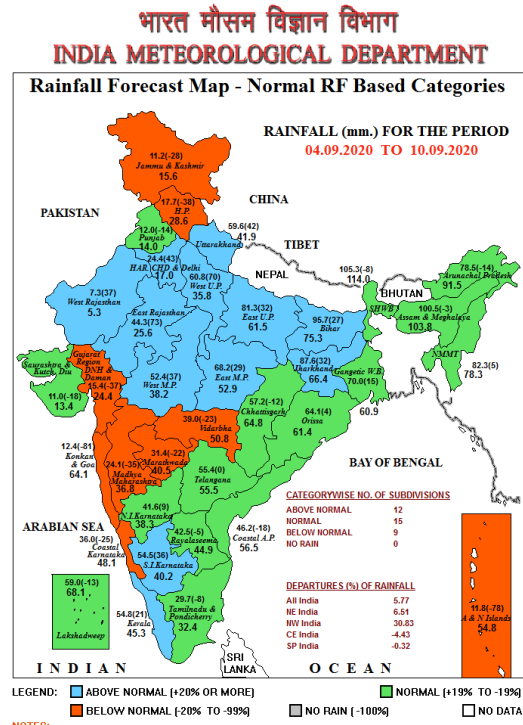 भारत मौसम विज्ञान विभाग
INDIA METEOROLOGICAL DEPARTMENT
Rainfall Forecast Map - Normal RF Based Categories
RAINFALL (mm.) FOR THE PERIOD
04.09.2020 TO 10.09.2020
11.2(-28)
Jammu & Kashmir
15.6
17.7(-38)
H.P.
28.6
CHINA
PAKISTAN
12.0(-14)
Punjab
14.0
59.6(42)
Uttarakhand
41.9
TIBET
24.4(43)
HAR. CHD & Delhi
17.0
60.8(70)
West U.P.
35.8
NEPAL
105.3(-8)
114.0
BHUTAN
78.5(-14)
Arunachal Pradesh
91.5
7.3(37)
West Rajasthan
5.3
East Rajasthan
44.3(73)
25.6
81.3(32)
East U.P.
61.5
95.7(27)
Bihar
75.3
SHWB
100.5(-3)
Assam & Meghalaya
103.8
NMMT
82.3(5)
78.3
Saurashtra &
Kutch, Diu
11.0(-18)
13.4
Gujarat
Region
DNH &
Daman
15.4(-37)
24.4
52.4(37)
West M.P.
38.2
68.2(29)
East M.P.
52.9
87.6(32)
Jharkhand
66.4
Gangetic W.B.
70.0(15)
60.9
57.2(-12)
Chhattisgarh
64.8
64.1(4)
Orissa
61.4
39.0(-23)
Vidarbha
50.8
12.4(-81)
Konkan
& Goa
64.1
24.1(-35)
Madhya
Maharashtra
36.8
31.4(-22)
Marathwada
40.5
55.4(0)
Telangana
55.5
BAY OF BENGAL
ARABIAN SEA
41.6(9)
N.I.Karnataka
38.3
42.5(-5)
Rayalaseema
44.9
46.2(-18)
Coastal A.P.
56.5
36.0(-25)
Coastal
Karnataka
48.1
54.5(36)
S.I.Karnataka
40.2
CATEGORYWISE NO. OF SUBDIVISIONS
ABOVE NORMAL 12
NORMAL 15
BELOW NORMAL 9
NO RAIN 0
DEPARTURES (%) OF RAINFALL
All India 5.77
NE India 6.51
NW India 30.83
CE India -4.43
SP India -0.32
59.0(-13)
68.1
Lakshadweep
54.8(21)
Kerala
45.3
29.7(-8)
Tamilnadu &
Pondicherry
32.4
11.8(-78)
A & N Islands
54.8
SRI
LANKA
INDIAN OCEAN
LEGEND: ABOVE NORMAL (+20% OR MORE) NORMAL (+19% TO -19%)
BELOW NORMAL (-20% TO -99%) NO RAIN (-100%) NO DATA
NOTES: